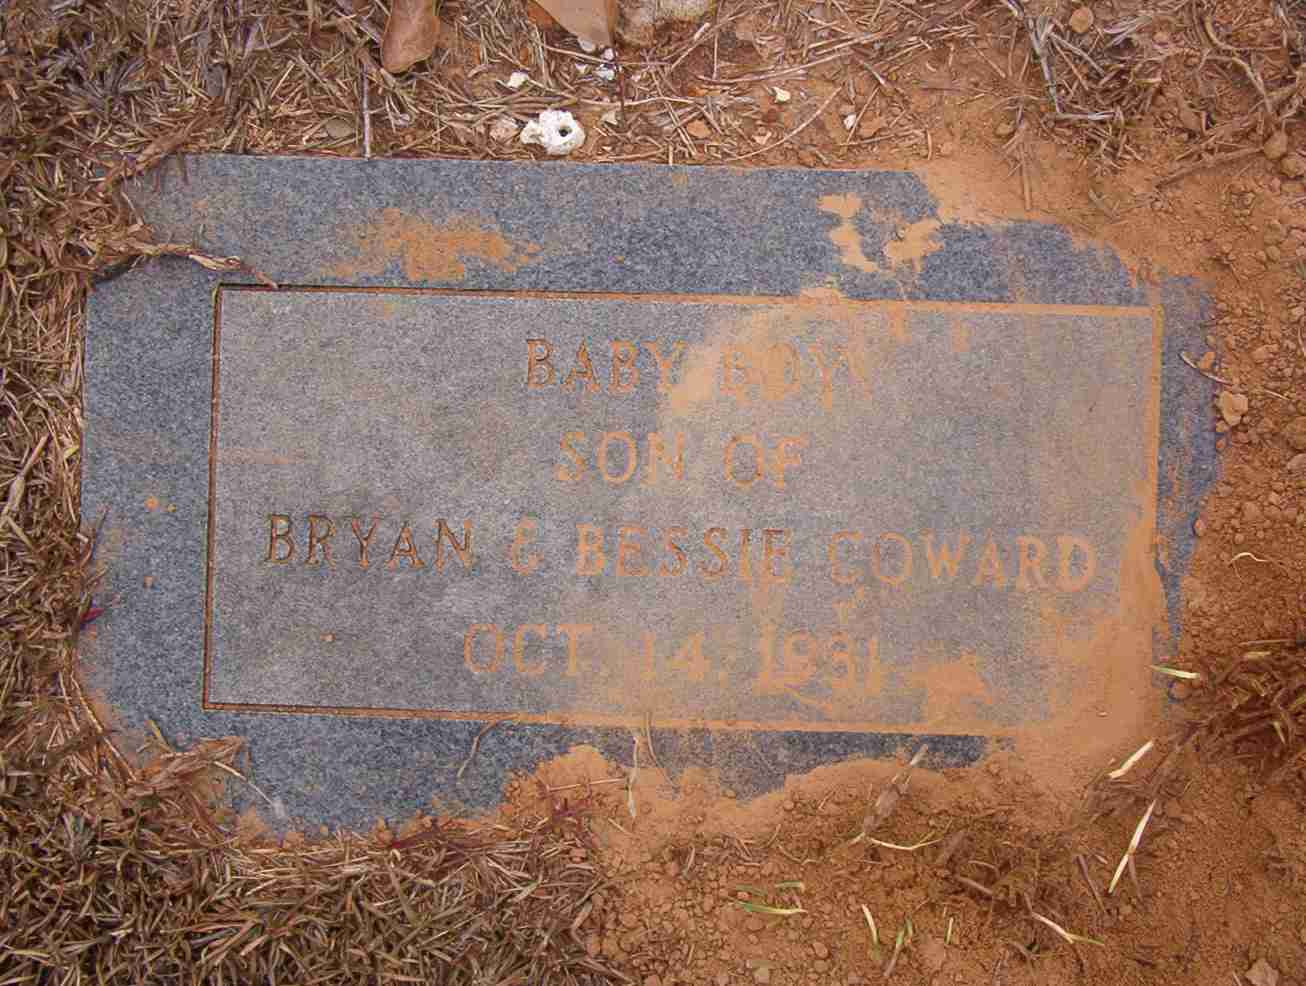 BABY BOY
SON OF
BRYAN & BESSIE COWARD
OCT. 14, 1931